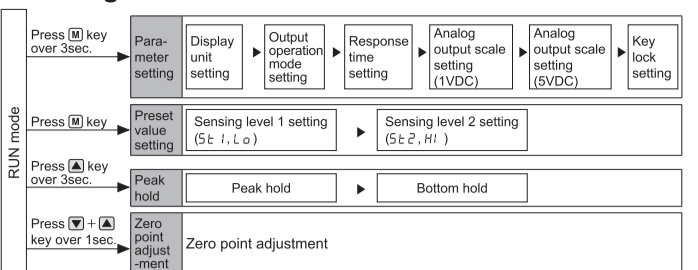 RUN mode
Press M key
over 3sec.
Para-
meter
setting
Display
unit
setting
Output
operation
mode
setting
Response
time
setting
Analog
output scale
setting
(1VDC)
Analog
output scale
setting
(5VDC)
Key
lock
setting
Press M key
Preset
value
setting
Sensing level 1 setting
(St1, Lo)
Sensing level 2 setting
(St2, HI)
Press ▲ key
over 3sec.
Peak
hold
Peak hold
Bottom hold
Press ▼ + ▲
key over 1sec.
Zero
point
adjust
-ment
Zero point adjustment